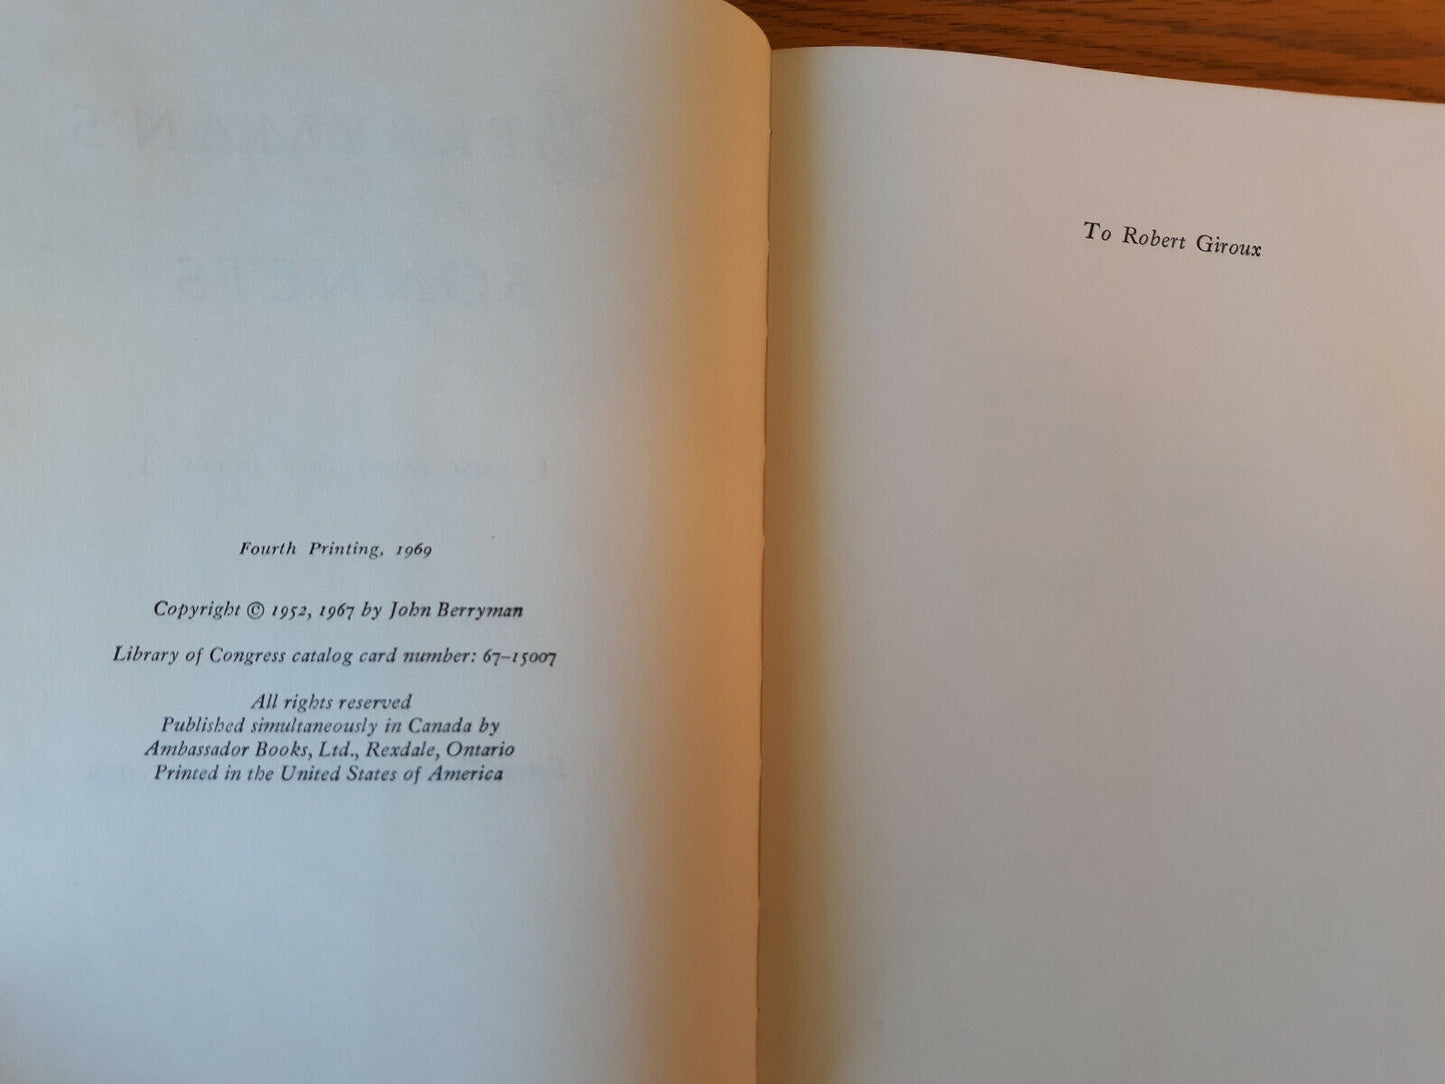 BERRYMAN'S
SONNETS
Fourth Printing, 1969
Copyright © 1952, 1967 by John Berryman
Library of Congress catalog card number: 67–15007
All rights reserved
Published simultaneously in Canada by
Ambassador Books, Ltd., Rexdale, Ontario
Printed in the United States of America
To Robert Giroux